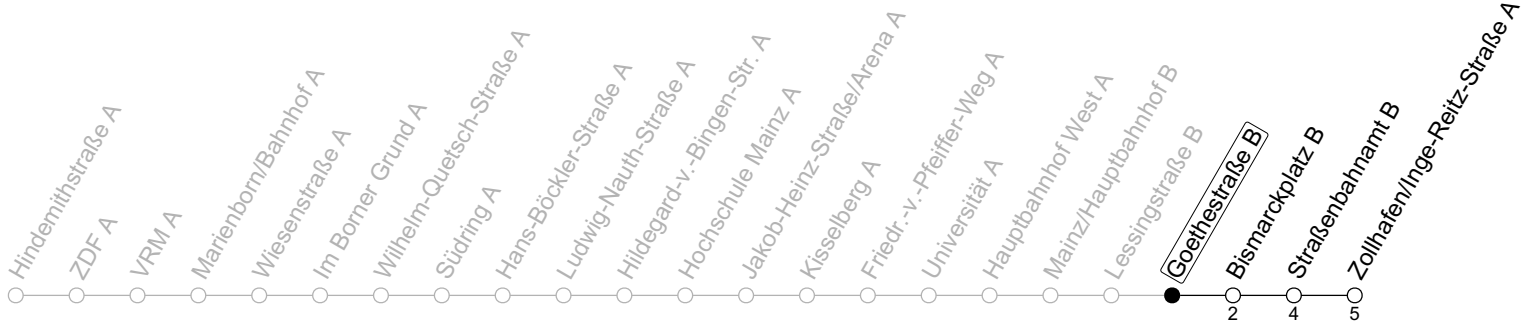 Hindemithstraße A
ZDF A
VRM A
Marienborn/Bahnhof A
Wiesenstraße A
Im Borner Grund A
Wilhelm-Quetsch-Straße A
Südring A
Hans-Böckler-Straße A
Ludwig-Nauth-Straße A
Hildegard-v.-Bingen-Str. A
Hochschule Mainz A
Jakob-Heinz-Straße/Arena A
Kisselberg A
Friedr.-v.-Pfeiffer-Weg A
Universität A
Hauptbahnhof West A
Mainz/Hauptbahnhof B
Lessingstraße B
Goethestraße B
Bismarckplatz B
Straßenbahnamt B
Zollhafen/Inge-Reitz-Straße A
2 4 5